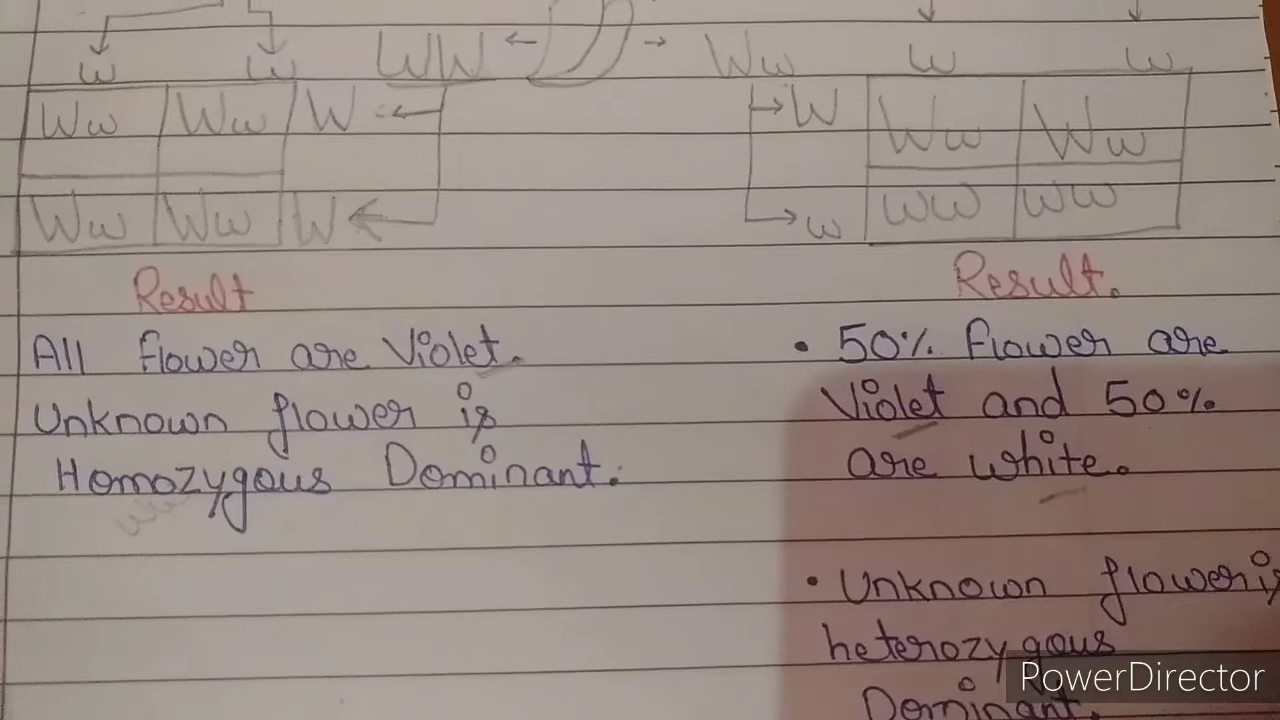 w w WW ← → Ww w w
Ww Ww W → W Ww Ww
Ww Ww W → w ww ww
Result
All flower are Violet.
Unknown flower is
Homozygous Dominant.
Result.
• 50% flower are
Violet and 50%
are white.
• Unknown flower is
heterozygous
Dominant.
PowerDirector